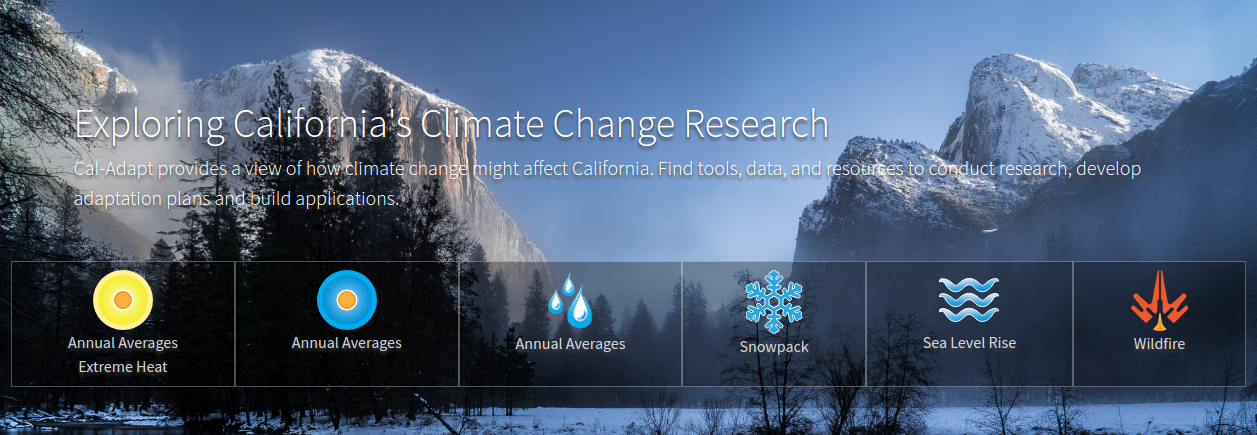 Exploring California's Climate Change Research
Cal-Adapt provides a view of how climate change might affect California. Find tools, data, and resources to conduct research, develop
adaptation plans and build applications.
Annual Averages
Extreme Heat
Annual Averages
Annual Averages
Snowpack
Sea Level Rise
Wildfire